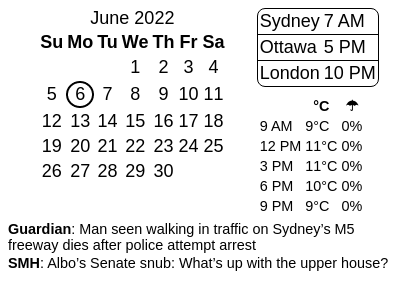 June 2022
Su Mo Tu We Th Fr Sa
1 2 3 4
5 6 7 8 9 10 11
12 13 14 15 16 17 18
19 20 21 22 23 24 25
26 27 28 29 30
Sydney 7 AM
Ottawa 5 PM
London 10 PM
°C ☂
9 AM 9°C 0%
12 PM 11°C 0%
3 PM 11°C 0%
6 PM 10°C 0%
9 PM 9°C 0%
Guardian: Man seen walking in traffic on Sydney’s M5
freeway dies after police attempt arrest
SMH: Albo’s Senate snub: What’s up with the upper house?